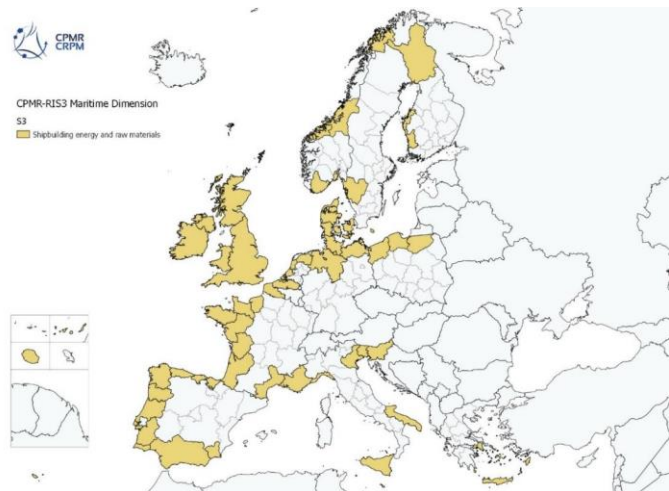 CPMR
CRPM
CPMR-RIS3 Maritime Dimension
S3
Shipbuilding energy and raw materials